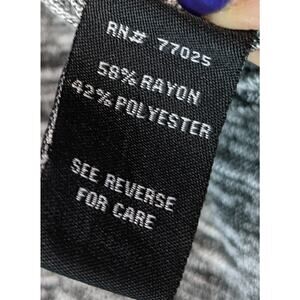 RN# 77025
58% RAYON
42% POLYESTER
SEE REVERSE
FOR CARE